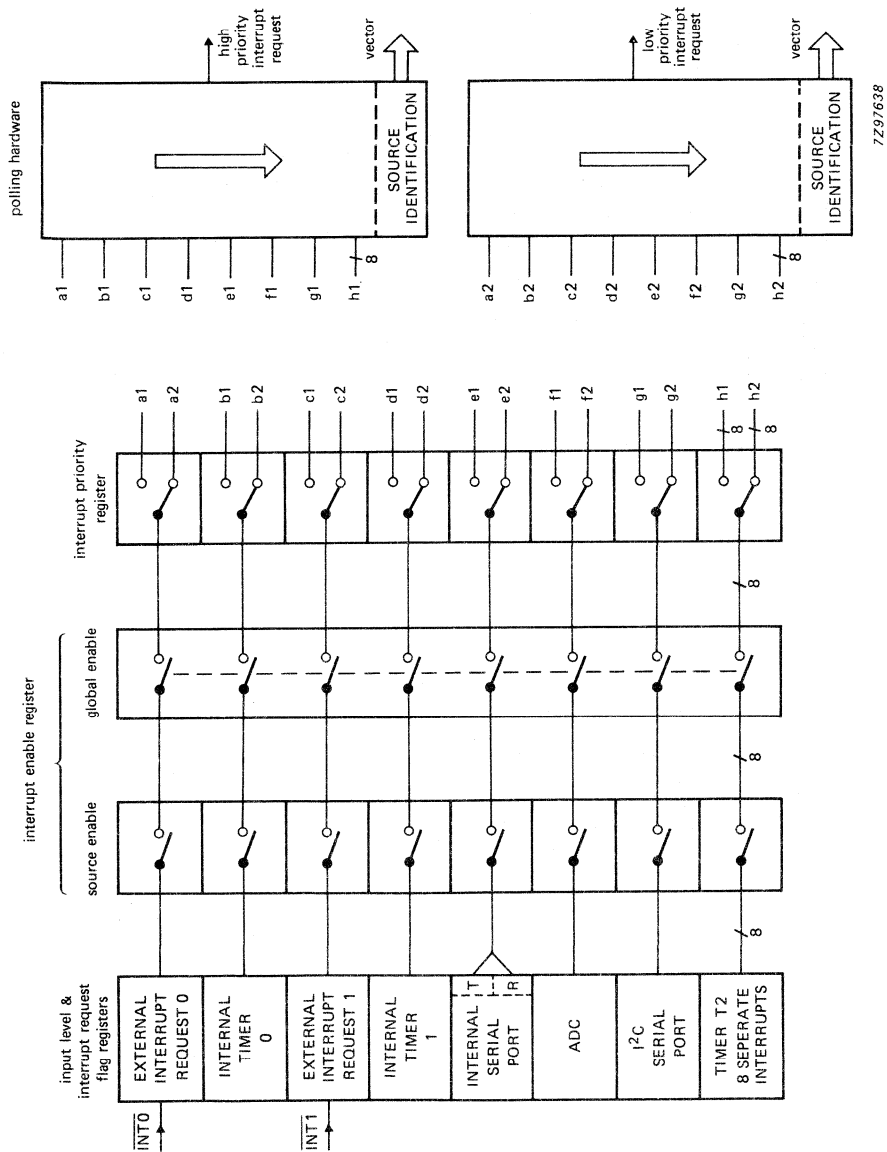 input level &
interrupt request
flag registers
interrupt enable register
source enable
global enable
interrupt priority
register
polling hardware
INT0
INT1
EXTERNAL
INTERRUPT
REQUEST 0
INTERNAL
TIMER
0
EXTERNAL
INTERRUPT
REQUEST 1
INTERNAL
TIMER
1
INTERNAL
SERIAL
PORT
T
R
ADC
I²C
SERIAL
PORT
TIMER T2
8 SEPERATE
INTERRUPTS
8
8
8
a1
a2
b1
b2
c1
c2
d1
d2
e1
e2
f1
f2
g1
g2
h1
8
h2
8
a1
b1
c1
d1
e1
f1
g1
h1.
8
SOURCE
IDENTIFICATION
high
priority
interrupt
request
vector
a2
b2
c2
d2
e2
f2
g2
h2
8
SOURCE
IDENTIFICATION
low
priority
interrupt
request
vector
7Z97638